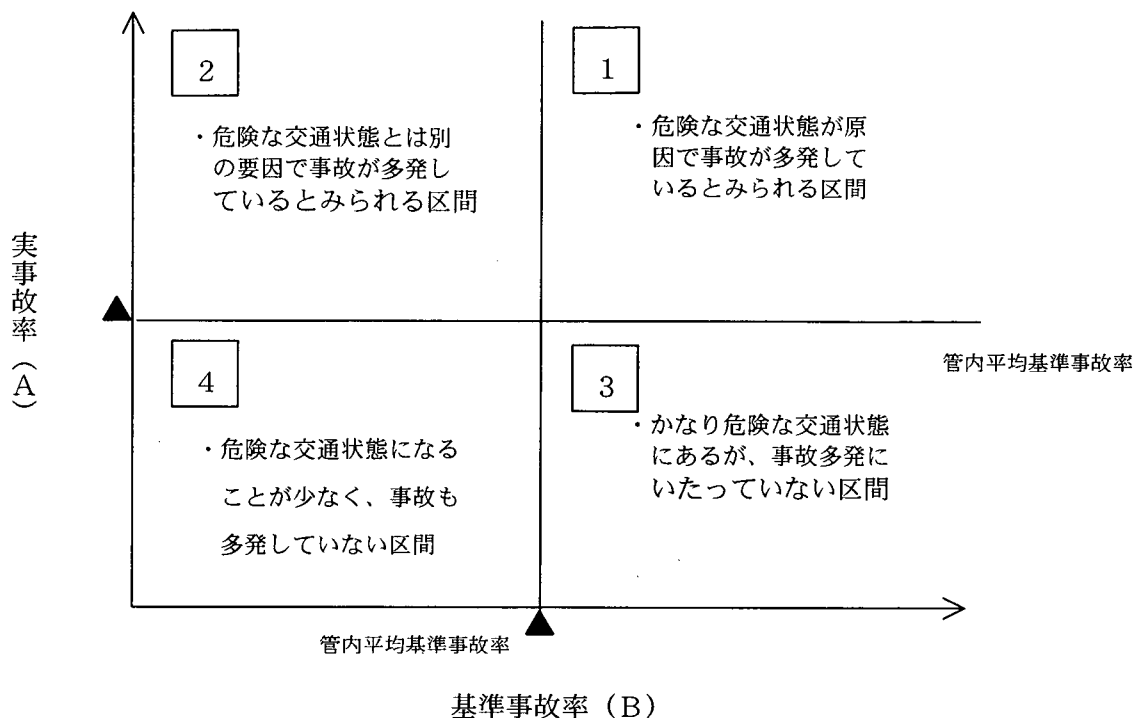 2
・危険な交通状態とは別
の要因で事故が多発し
ているとみられる区間
1
・危険な交通状態が原
因で事故が多発して
いるとみられる区間
実事故率（A）
管内平均基準事故率
4
・危険な交通状態になる
ことが少なく、事故も
多発していない区間
3
・かなり危険な交通状態
にあるが、事故多発に
いたっていない区間
管内平均基準事故率
基準事故率（B）